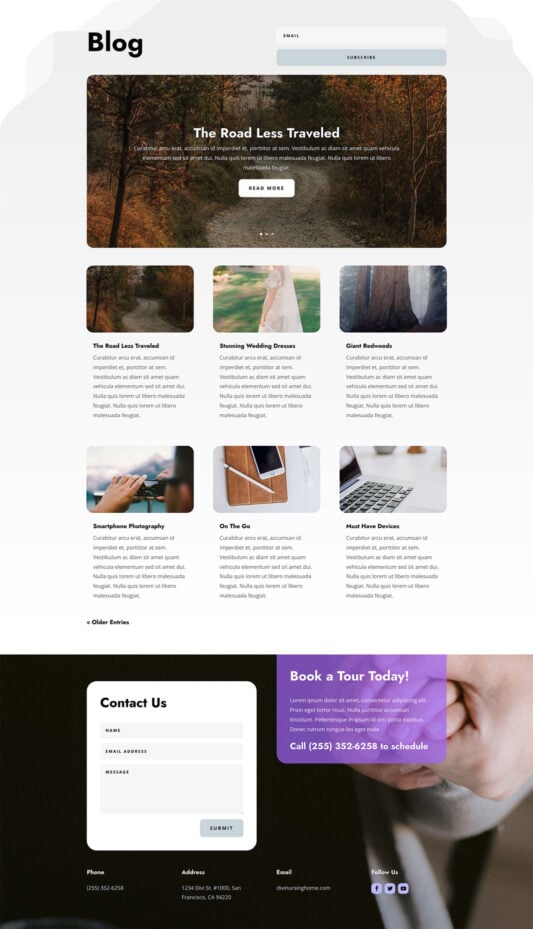 Blog
EMAIL
SUBSCRIBE
The Road Less Traveled
Curabitur arcu erat, accumsan id imperdiet et, porttitor at sem. Vestibulum ac diam sit amet quam vehicula
elementum sed sit amet dui. Nulla quis lorem ut libero malesuada feugiat. Nulla quis lorem ut libero
malesuada feugiat.
READ MORE
The Road Less Traveled
Curabitur arcu erat, accumsan id
imperdiet et, porttitor at sem.
Vestibulum ac diam sit amet quam
vehicula elementum sed sit amet dui.
Nulla quis lorem ut libero malesuada
feugiat. Nulla quis lorem ut libero
malesuada feugiat.
Stunning Wedding Dresses
Curabitur arcu erat, accumsan id
imperdiet et, porttitor at sem.
Vestibulum ac diam sit amet quam
vehicula elementum sed sit amet dui.
Nulla quis lorem ut libero malesuada
feugiat. Nulla quis lorem ut libero
malesuada feugiat.
Giant Redwoods
Curabitur arcu erat, accumsan id
imperdiet et, porttitor at sem.
Vestibulum ac diam sit amet quam
vehicula elementum sed sit amet dui.
Nulla quis lorem ut libero malesuada
feugiat. Nulla quis lorem ut libero
malesuada feugiat.
Smartphone Photography
Curabitur arcu erat, accumsan id
imperdiet et, porttitor at sem.
Vestibulum ac diam sit amet quam
vehicula elementum sed sit amet dui.
Nulla quis lorem ut libero malesuada
feugiat. Nulla quis lorem ut libero
malesuada feugiat.
On The Go
Curabitur arcu erat, accumsan id
imperdiet et, porttitor at sem.
Vestibulum ac diam sit amet quam
vehicula elementum sed sit amet dui.
Nulla quis lorem ut libero malesuada
feugiat. Nulla quis lorem ut libero
malesuada feugiat.
Must Have Devices
Curabitur arcu erat, accumsan id
imperdiet et, porttitor at sem.
Vestibulum ac diam sit amet quam
vehicula elementum sed sit amet dui.
Nulla quis lorem ut libero malesuada
feugiat. Nulla quis lorem ut libero
malesuada feugiat.
« Older Entries
Contact Us
NAME
EMAIL ADDRESS
MESSAGE
SUBMIT
Book a Tour Today!
Lorem ipsum dolor sit amet, consectetur adipiscing elit.
Proin eget tortor risus. Nulla porttitor accumsan
tincidunt. Pellentesque in ipsum id orci porta dapibus.
Donec rutrum congue leo eget male
Call (255) 352-6258 to schedule
Phone
(255) 352-6258
Address
1234 Divi St. #1000, San
Francisco, CA 94220
Email
divinursinghome.com
Follow Us